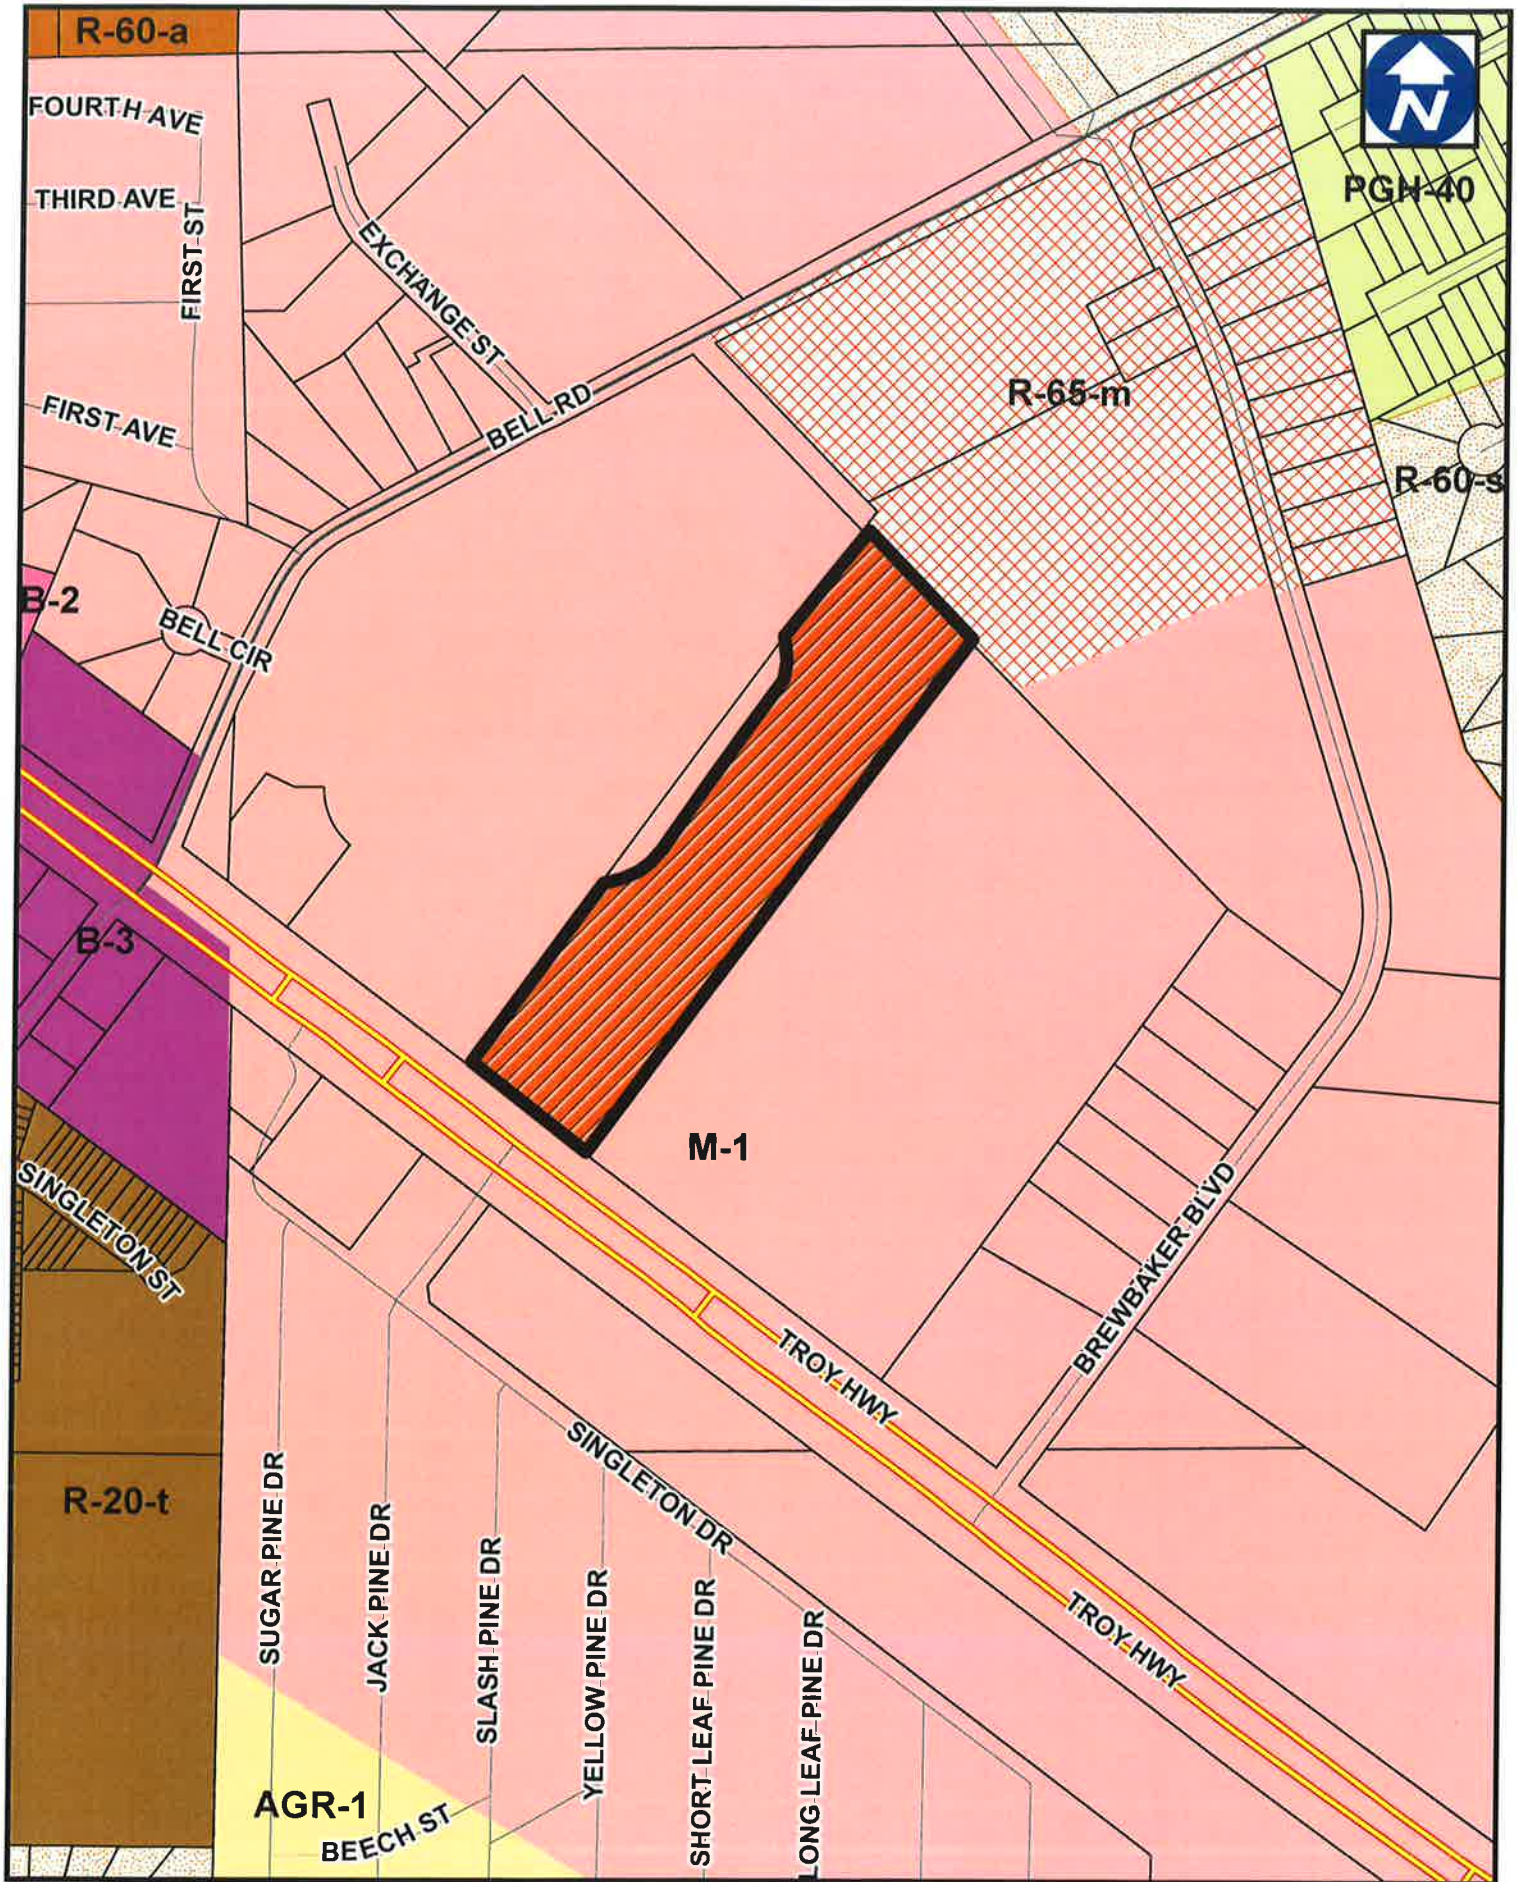 R-60-a
N
FOURTH AVE
THIRD AVE
PGH-40
FIRST ST
EXCHANGE ST
R-65-m
FIRST AVE
BELL RD
R-60-s
B-2
BELL CIR
B-3
M-1
SINGLETON ST
BREWBAKER BLVD
TROY HWY
SINGLETON DR
R-20-t
SUGAR PINE DR
JACK PINE DR
SLASH PINE DR
YELLOW PINE DR
SHORT LEAF PINE DR
LONG LEAF PINE DR
TROY HWY
AGR-1
BEECH ST